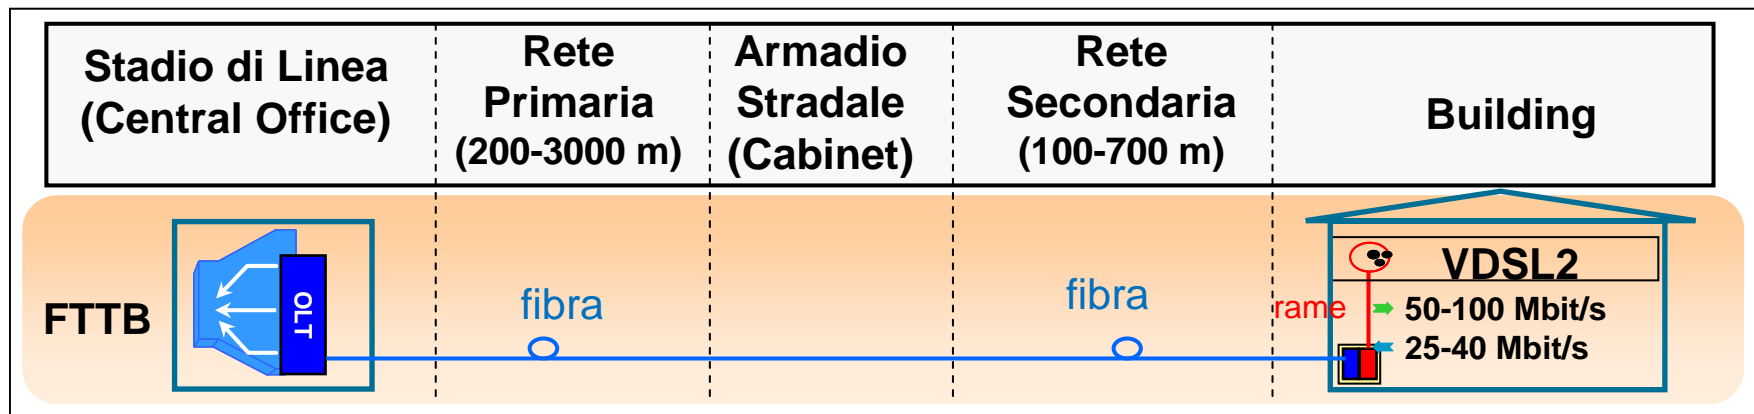 Stadio di Linea
(Central Office)
Rete
Primaria
(200-3000 m)
Armadio
Stradale
(Cabinet)
Rete
Secondaria
(100-700 m)
Building
FTTB
OLT
fibra
fibra
rame
VDSL2
50-100 Mbit/s
25-40 Mbit/s